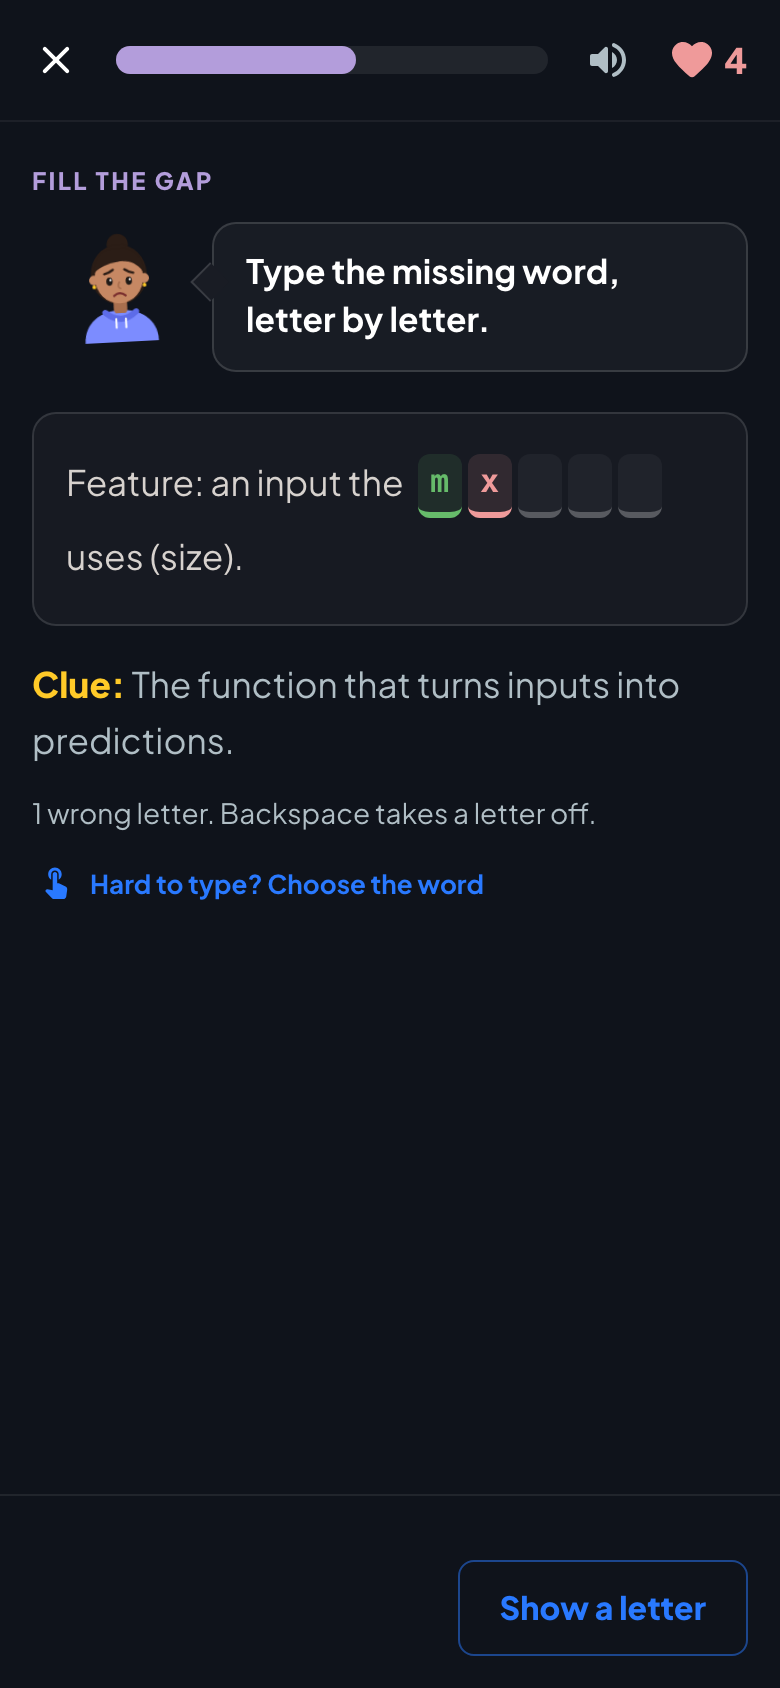 4
FILL THE GAP
Type the missing word,
letter by letter.
Feature: an input the m x
uses (size).
Clue: The function that turns inputs into
predictions.
1 wrong letter. Backspace takes a letter off.
Hard to type? Choose the word
Show a letter